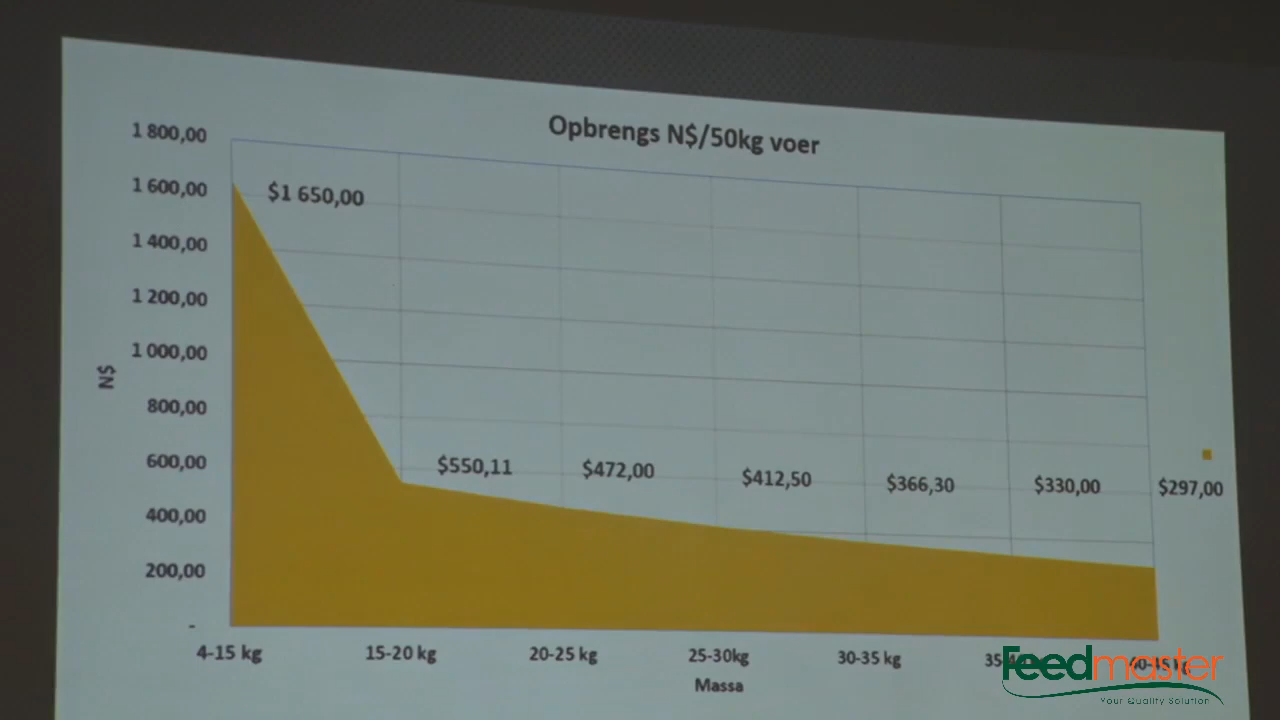 Opbrengs N$/50kg voer
1 800,00
1 600,00
1 400,00
1 200,00
1 000,00
800,00
600,00
400,00
200,00
-
N$
$1 650,00
$550,11
$472,00
$412,50
$366,30
$330,00
$297,00
4-15 kg
15-20 kg
20-25 kg
25-30kg
30-35 kg
Massa
Feedmaster
Your Quality Solution